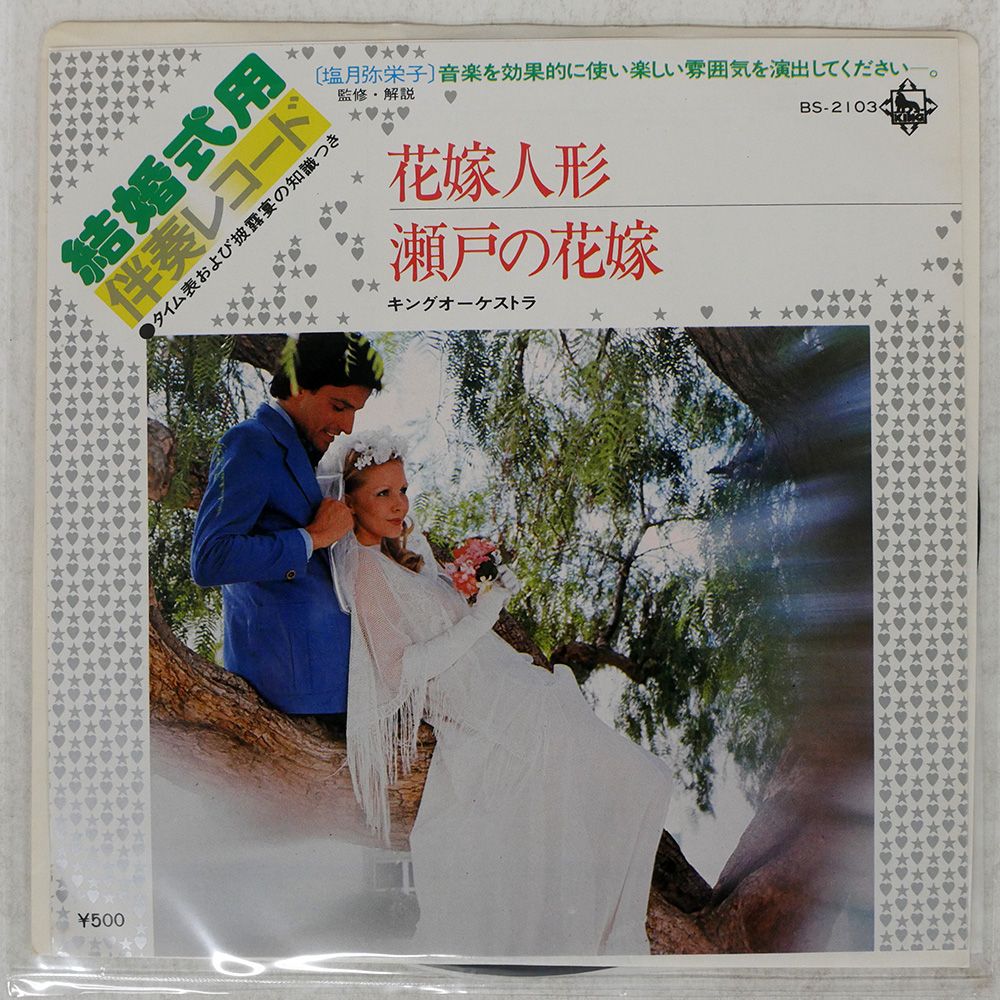 結婚式用
伴奏レコード
●タイム表および披露宴の知識つき
〔塩月弥栄子〕音楽を効果的に使い楽しい雰囲気を演出してください─。
監修・解説
BS-2103
KING
花嫁人形
瀬戸の花嫁
キングオーケストラ
¥500